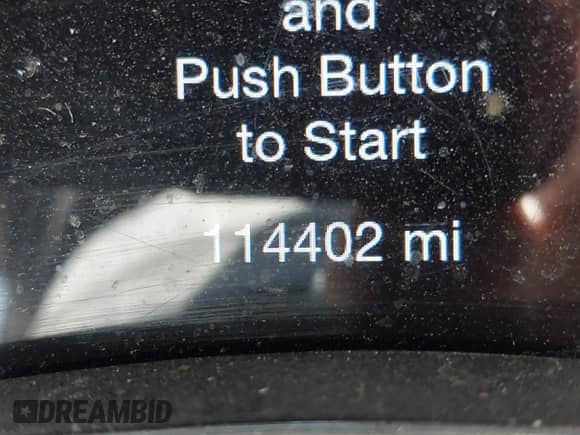 and
Push Button
to Start
114402 mi
DREAMBID